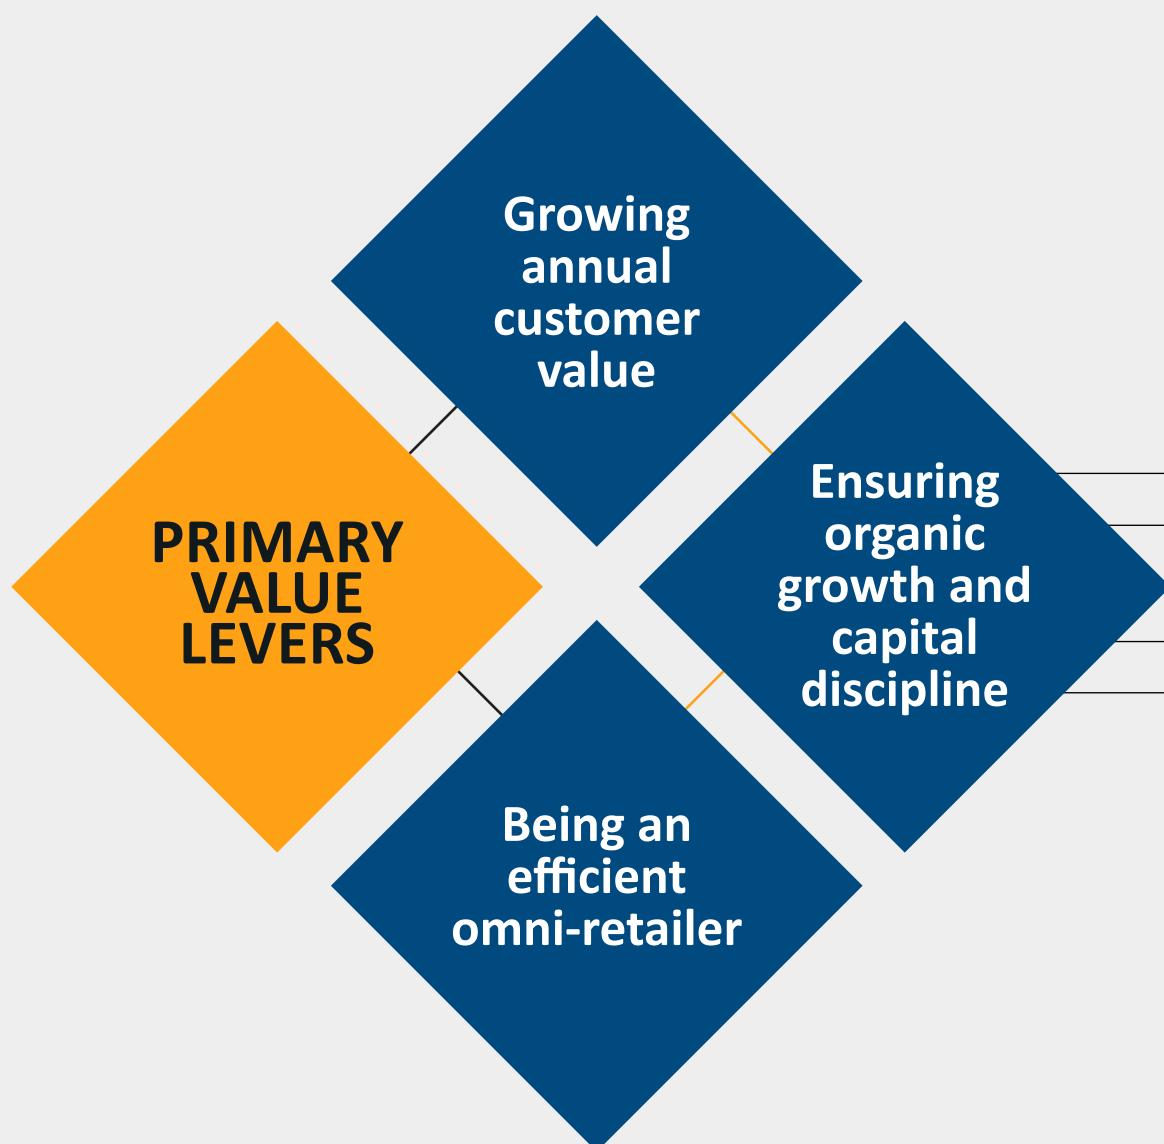 Growing
annual
customer
value
PRIMARY
VALUE
LEVERS
Ensuring
organic
growth and
capital
discipline
Being an
efficient
omni-retailer